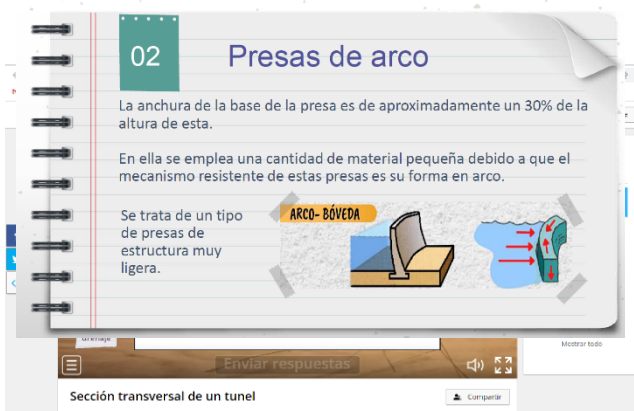 02
Presas de arco
La anchura de la base de la presa es de aproximadamente un 30% de la
altura de esta.
En ella se emplea una cantidad de material pequeña debido a que el
mecanismo resistente de estas presas es su forma en arco.
Se trata de un tipo
de presas de
estructura muy
ligera.
ARCO- BÓVEDA
drenaje
Enviar respuestas
Mostrar todo
Sección transversal de un tunel
Compartir